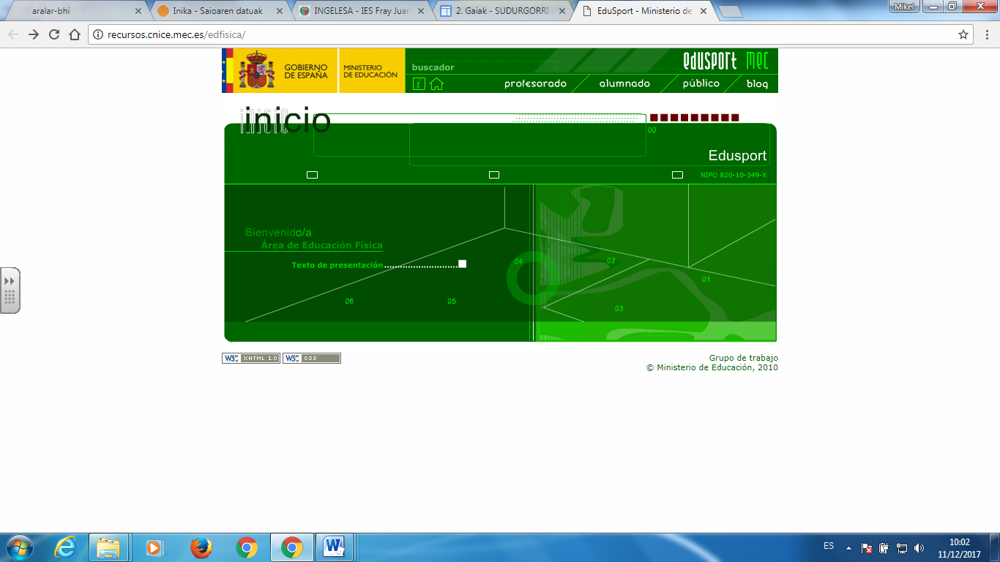 aralar-bhi
Inika - Saioaren datuak
INGELESA - IES Fray Juan
2. Gaiak - SUDURGORRI
EduSport - Ministerio de
Mikel
recursos.cnice.mec.es/edfisica/
GOBIERNO
DE ESPAÑA
MINISTERIO
DE EDUCACIÓN
buscador
edusport mec
profesorado
alumnado
público
blog
inicio
inicio
00
Edusport
NIPO 820-10-349-X
Bienvenido/a
Área de Educación Física
Texto de presentación
04
02
01
06
05
03
W3C XHTML 1.0
W3C CSS
Grupo de trabajo
© Ministerio de Educación, 2010
ES
10:02
11/12/2017